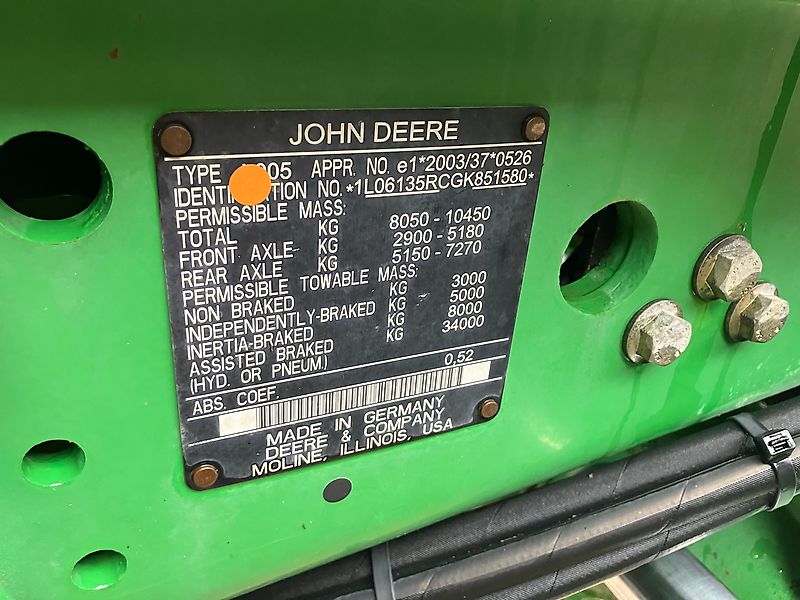 JOHN DEERE
TYPE APPR. NO. e1*2003/37*0526
IDENTIFICATION NO. *1L06135RCGK851580*
PERMISSIBLE MASS:
TOTAL KG 8050 - 10450
FRONT AXLE KG 2900 - 5180
REAR AXLE KG 5150 - 7270
PERMISSIBLE TOWABLE MASS:
NON BRAKED KG 3000
INDEPENDENTLY-BRAKED KG 5000
INERTIA-BRAKED KG 8000
ASSISTED BRAKED KG 34000
(HYD. OR PNEUM.)
ABS. COEF. 0,52
MADE IN GERMANY
DEERE & COMPANY
MOLINE, ILLINOIS, USA